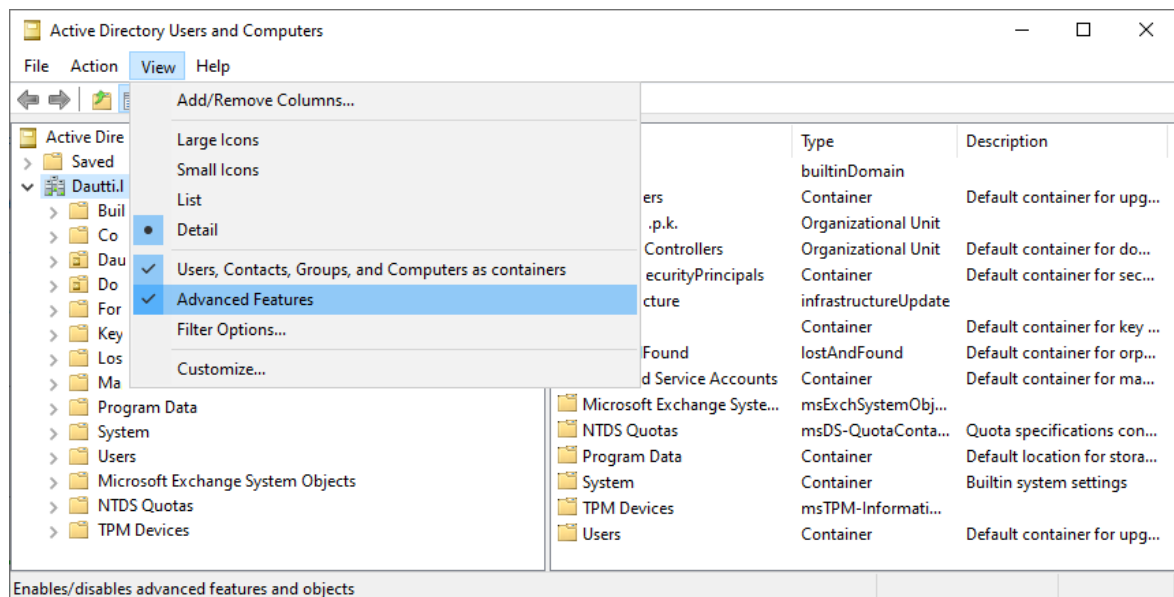 Active Directory Users and Computers
File Action View Help
Add/Remove Columns...
Large Icons
Small Icons
List
Detail
Users, Contacts, Groups, and Computers as containers
Advanced Features
Filter Options...
Customize...
Active Dire
Saved
Dautti.l
Buil
Co
Dau
Do
For
Key
Los
Ma
Program Data
System
Users
Microsoft Exchange System Objects
NTDS Quotas
TPM Devices
Type Description
builtinDomain
ers Container Default container for upg...
.p.k. Organizational Unit
Controllers Organizational Unit Default container for do...
ecurityPrincipals Container Default container for sec...
cture infrastructureUpdate
Container Default container for key ...
Found lostAndFound Default container for orp...
d Service Accounts Container Default container for ma...
Microsoft Exchange Syste... msExchSystemObj...
NTDS Quotas msDS-QuotaConta... Quota specifications con...
Program Data Container Default location for stora...
System Container Builtin system settings
TPM Devices msTPM-Informati...
Users Container Default container for upg...
Enables/disables advanced features and objects